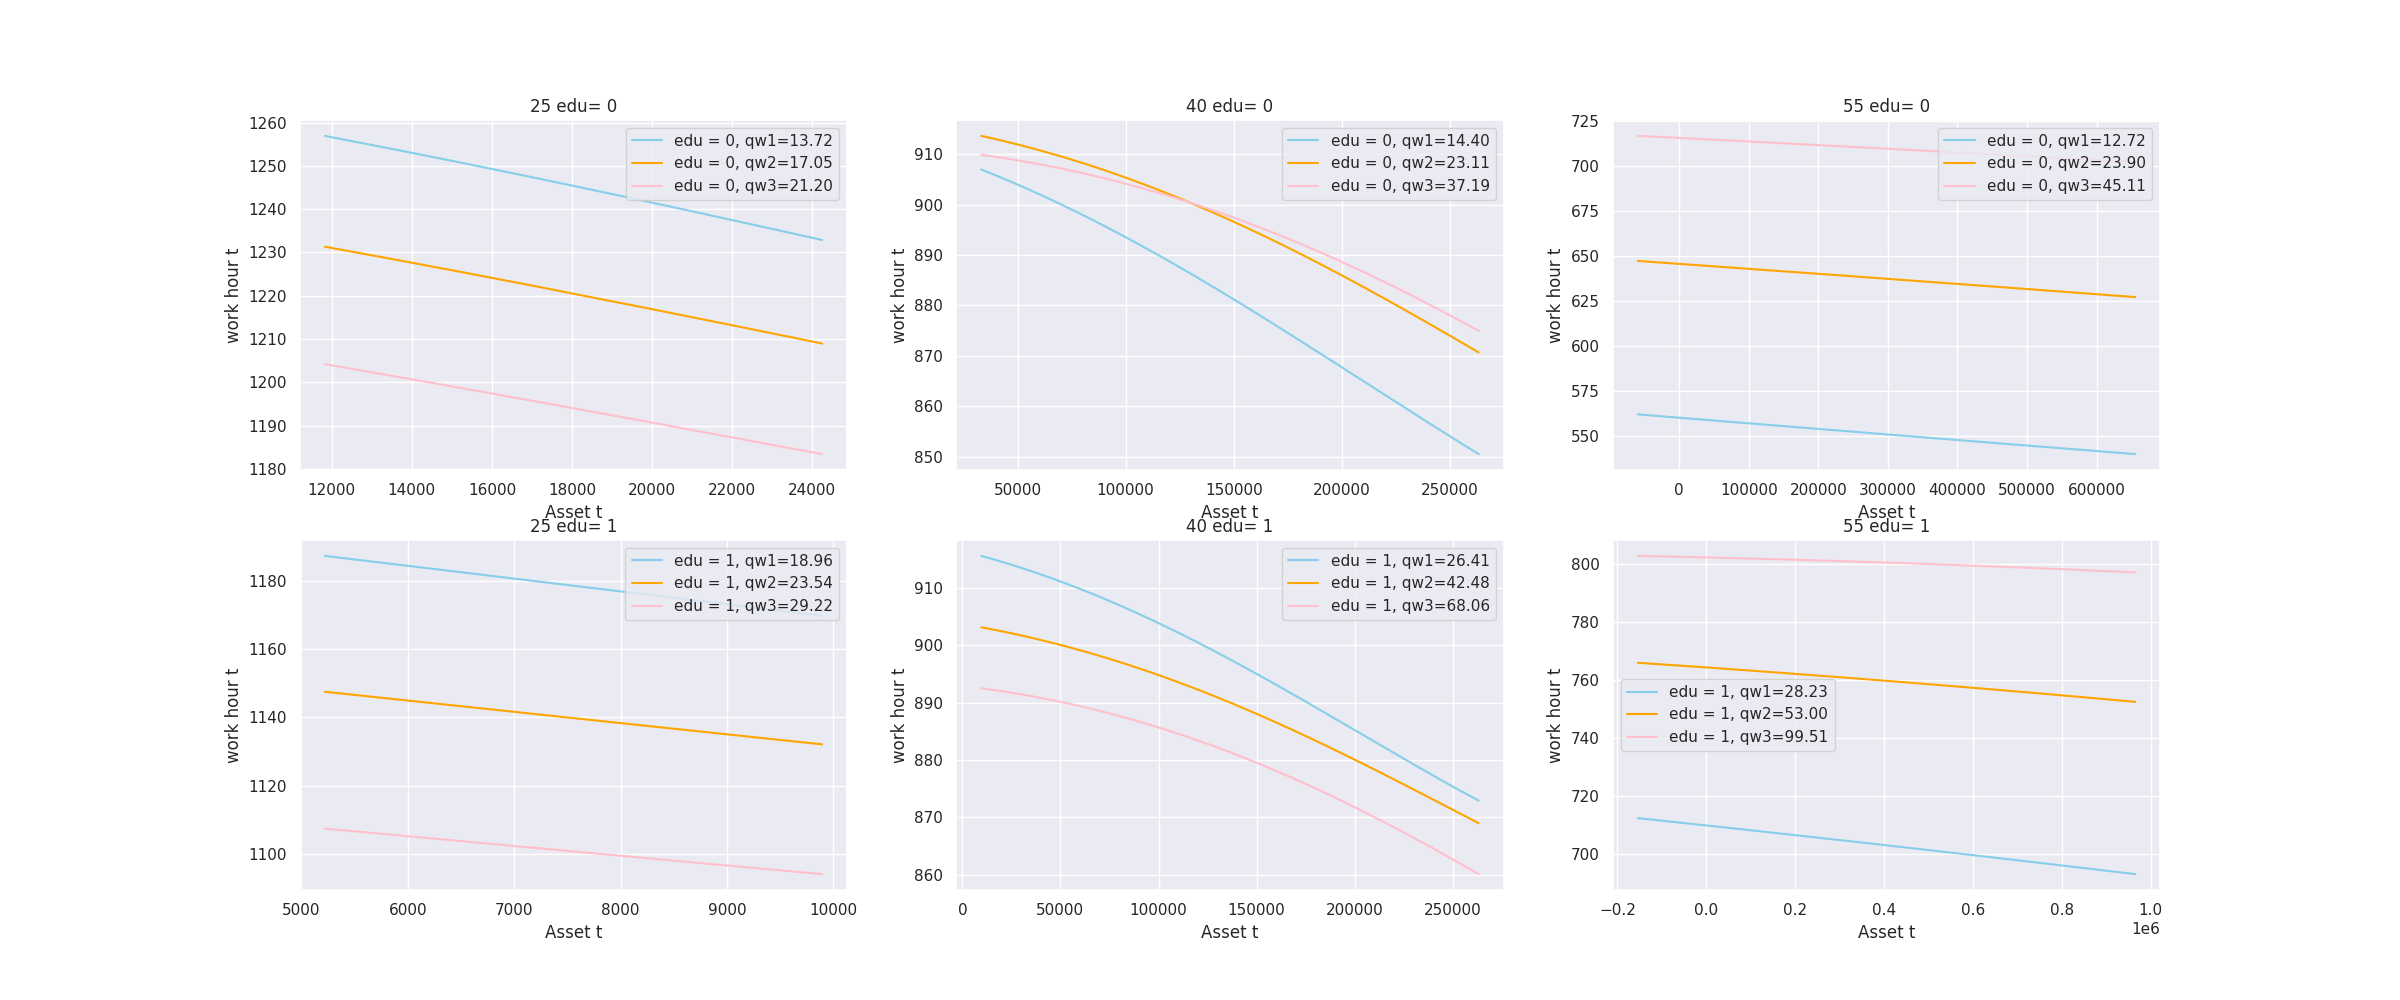 25 edu= 0
work hour t
1260
1250
1240
1230
1220
1210
1200
1190
1180
edu = 0, qw1=13.72
edu = 0, qw2=17.05
edu = 0, qw3=21.20
12000 14000 16000 18000 20000 22000 24000
Asset t
40 edu= 0
work hour t
910
900
890
880
870
860
850
edu = 0, qw1=14.40
edu = 0, qw2=23.11
edu = 0, qw3=37.19
50000 100000 150000 200000 250000
Asset t
55 edu= 0
work hour t
725
700
675
650
625
600
575
550
edu = 0, qw1=12.72
edu = 0, qw2=23.90
edu = 0, qw3=45.11
0 100000 200000 300000 400000 500000 600000
Asset t
25 edu= 1
work hour t
1180
1160
1140
1120
1100
edu = 1, qw1=18.96
edu = 1, qw2=23.54
edu = 1, qw3=29.22
5000 6000 7000 8000 9000 10000
Asset t
40 edu= 1
work hour t
910
900
890
880
870
860
edu = 1, qw1=26.41
edu = 1, qw2=42.48
edu = 1, qw3=68.06
0 50000 100000 150000 200000 250000
Asset t
55 edu= 1
work hour t
800
780
760
740
720
700
edu = 1, qw1=28.23
edu = 1, qw2=53.00
edu = 1, qw3=99.51
−0.2 0.0 0.2 0.4 0.6 0.8 1.0
1e6
Asset t